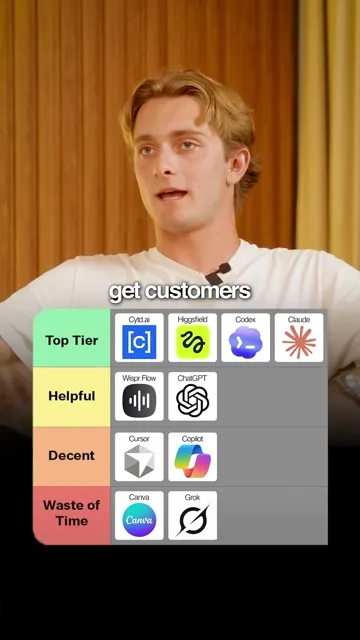 get customers
Cytd.ai
Higgsfield
Codex
Claude
Top Tier
[C]
Wispr Flow
ChatGPT
Helpful
Cursor
Copilot
Decent
Canva
Grok
Waste of
Time
Canva